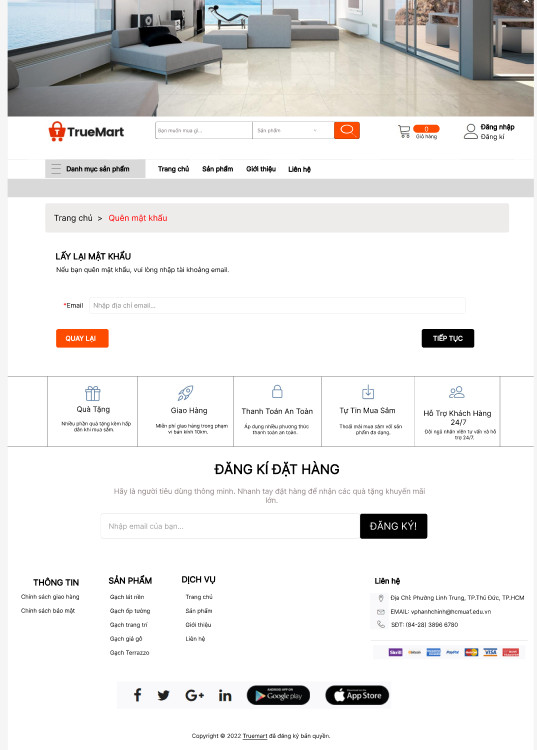 TrueMart
Bạn muốn mua gì...
Sản phẩm
0
Giỏ hàng
Đăng nhập
Đăng kí
Danh mục sản phẩm
Trang chủ
Sản phẩm
Giới thiệu
Liên hệ
Trang chủ > Quên mật khẩu
LẤY LẠI MẬT KHẨU
Nếu bạn quên mật khẩu, vui lòng nhập tài khoảng email.
*Email
Nhập địa chỉ email...
QUAY LẠI
TIẾP TỤC
Quà Tặng
Nhiều phần quà tặng kèm hấp
dẫn khi mua sắm.
Giao Hàng
Miễn phí giao hàng trong phạm
vi bán kính 10km.
Thanh Toán An Toàn
Áp dụng nhiều phương thức
thanh toán an toàn.
Tự Tin Mua Sắm
Thoải mái mua sắm với sản
phẩm đa dạng.
Hỗ Trợ Khách Hàng
24/7
Đội ngũ nhân viên tư vấn và hỗ
trợ 24/7.
ĐĂNG KÍ ĐẶT HÀNG
Hãy là người tiêu dùng thông minh. Nhanh tay đặt hàng để nhận các quà tặng khuyến mãi
lớn.
Nhập email của bạn...
ĐĂNG KÝ!
THÔNG TIN
Chính sách giao hàng
Chính sách bảo mật
SẢN PHẨM
Gạch lát nền
Gạch ốp tường
Gạch trang trí
Gạch giả gỗ
Gạch Terrazzo
DỊCH VỤ
Trang chủ
Sản phẩm
Giới thiệu
Liên hệ
Liên hệ
Địa Chỉ: Phường Linh Trung, TP.Thủ Đức, TP.HCM
EMAIL: vphanhchinh@hcmuaf.edu.vn
SĐT: (84-28) 3896 6780
Skrill
PayPal
VISA
f
G+
in
ANDROID APP ON
Google play
App Store
Copyright © 2022 Truemart đã đăng ký bản quyền.